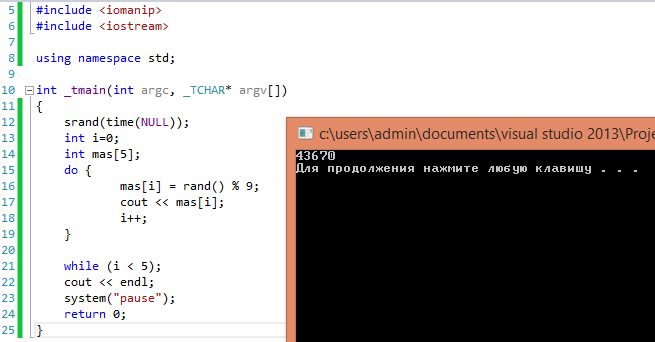 5 #include <iomanip>
6 #include <iostream>
7
8 using namespace std;
9
10 int _tmain(int argc, _TCHAR* argv[])
11 {
12 srand(time(NULL));
13 int i=0;
14 int mas[5];
15 do {
16 mas[i] = rand() % 9;
17 cout << mas[i];
18 i++;
19 }
20
21 while (i < 5);
22 cout << endl;
23 system("pause");
24 return 0;
25 }
c:\users\admin\documents\visual studio 2013\Proje
43670
Для продолжения нажмите любую клавишу . . .